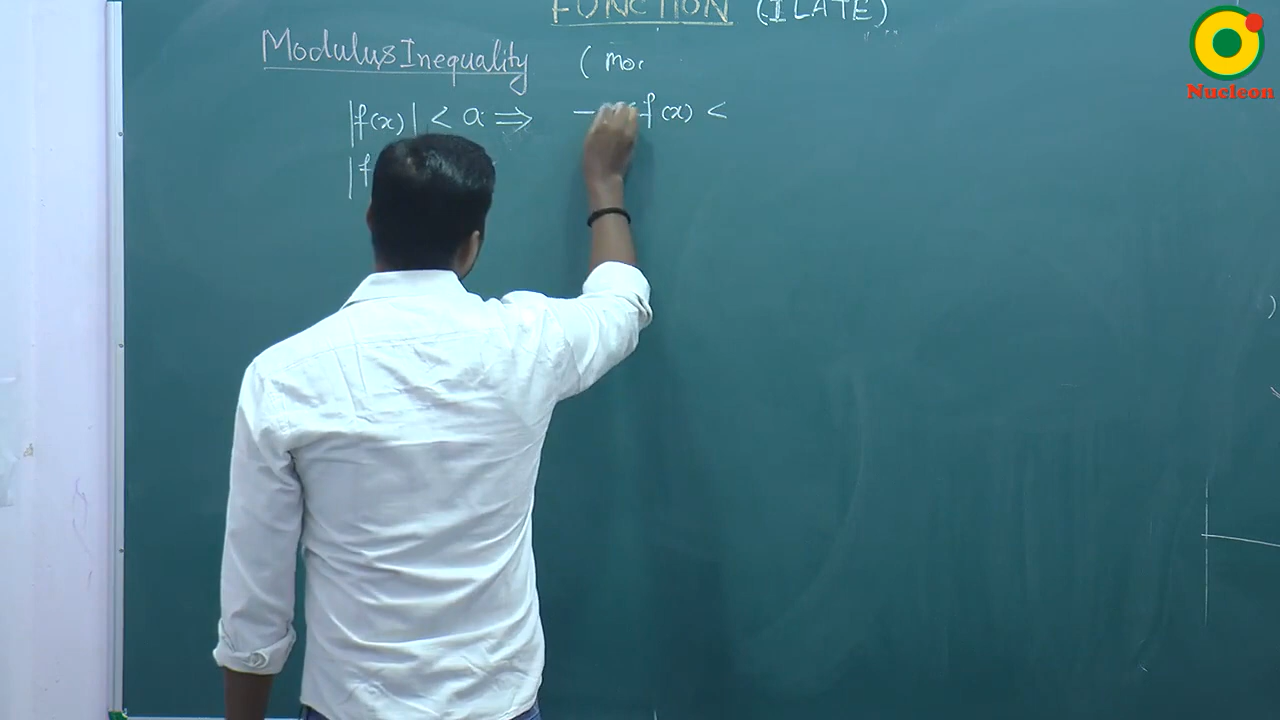 FUNCTION (ILATE)
Modulus Inequality (mo
|f(x)| < a ⇒ − f(x) <
|f
Nucleon